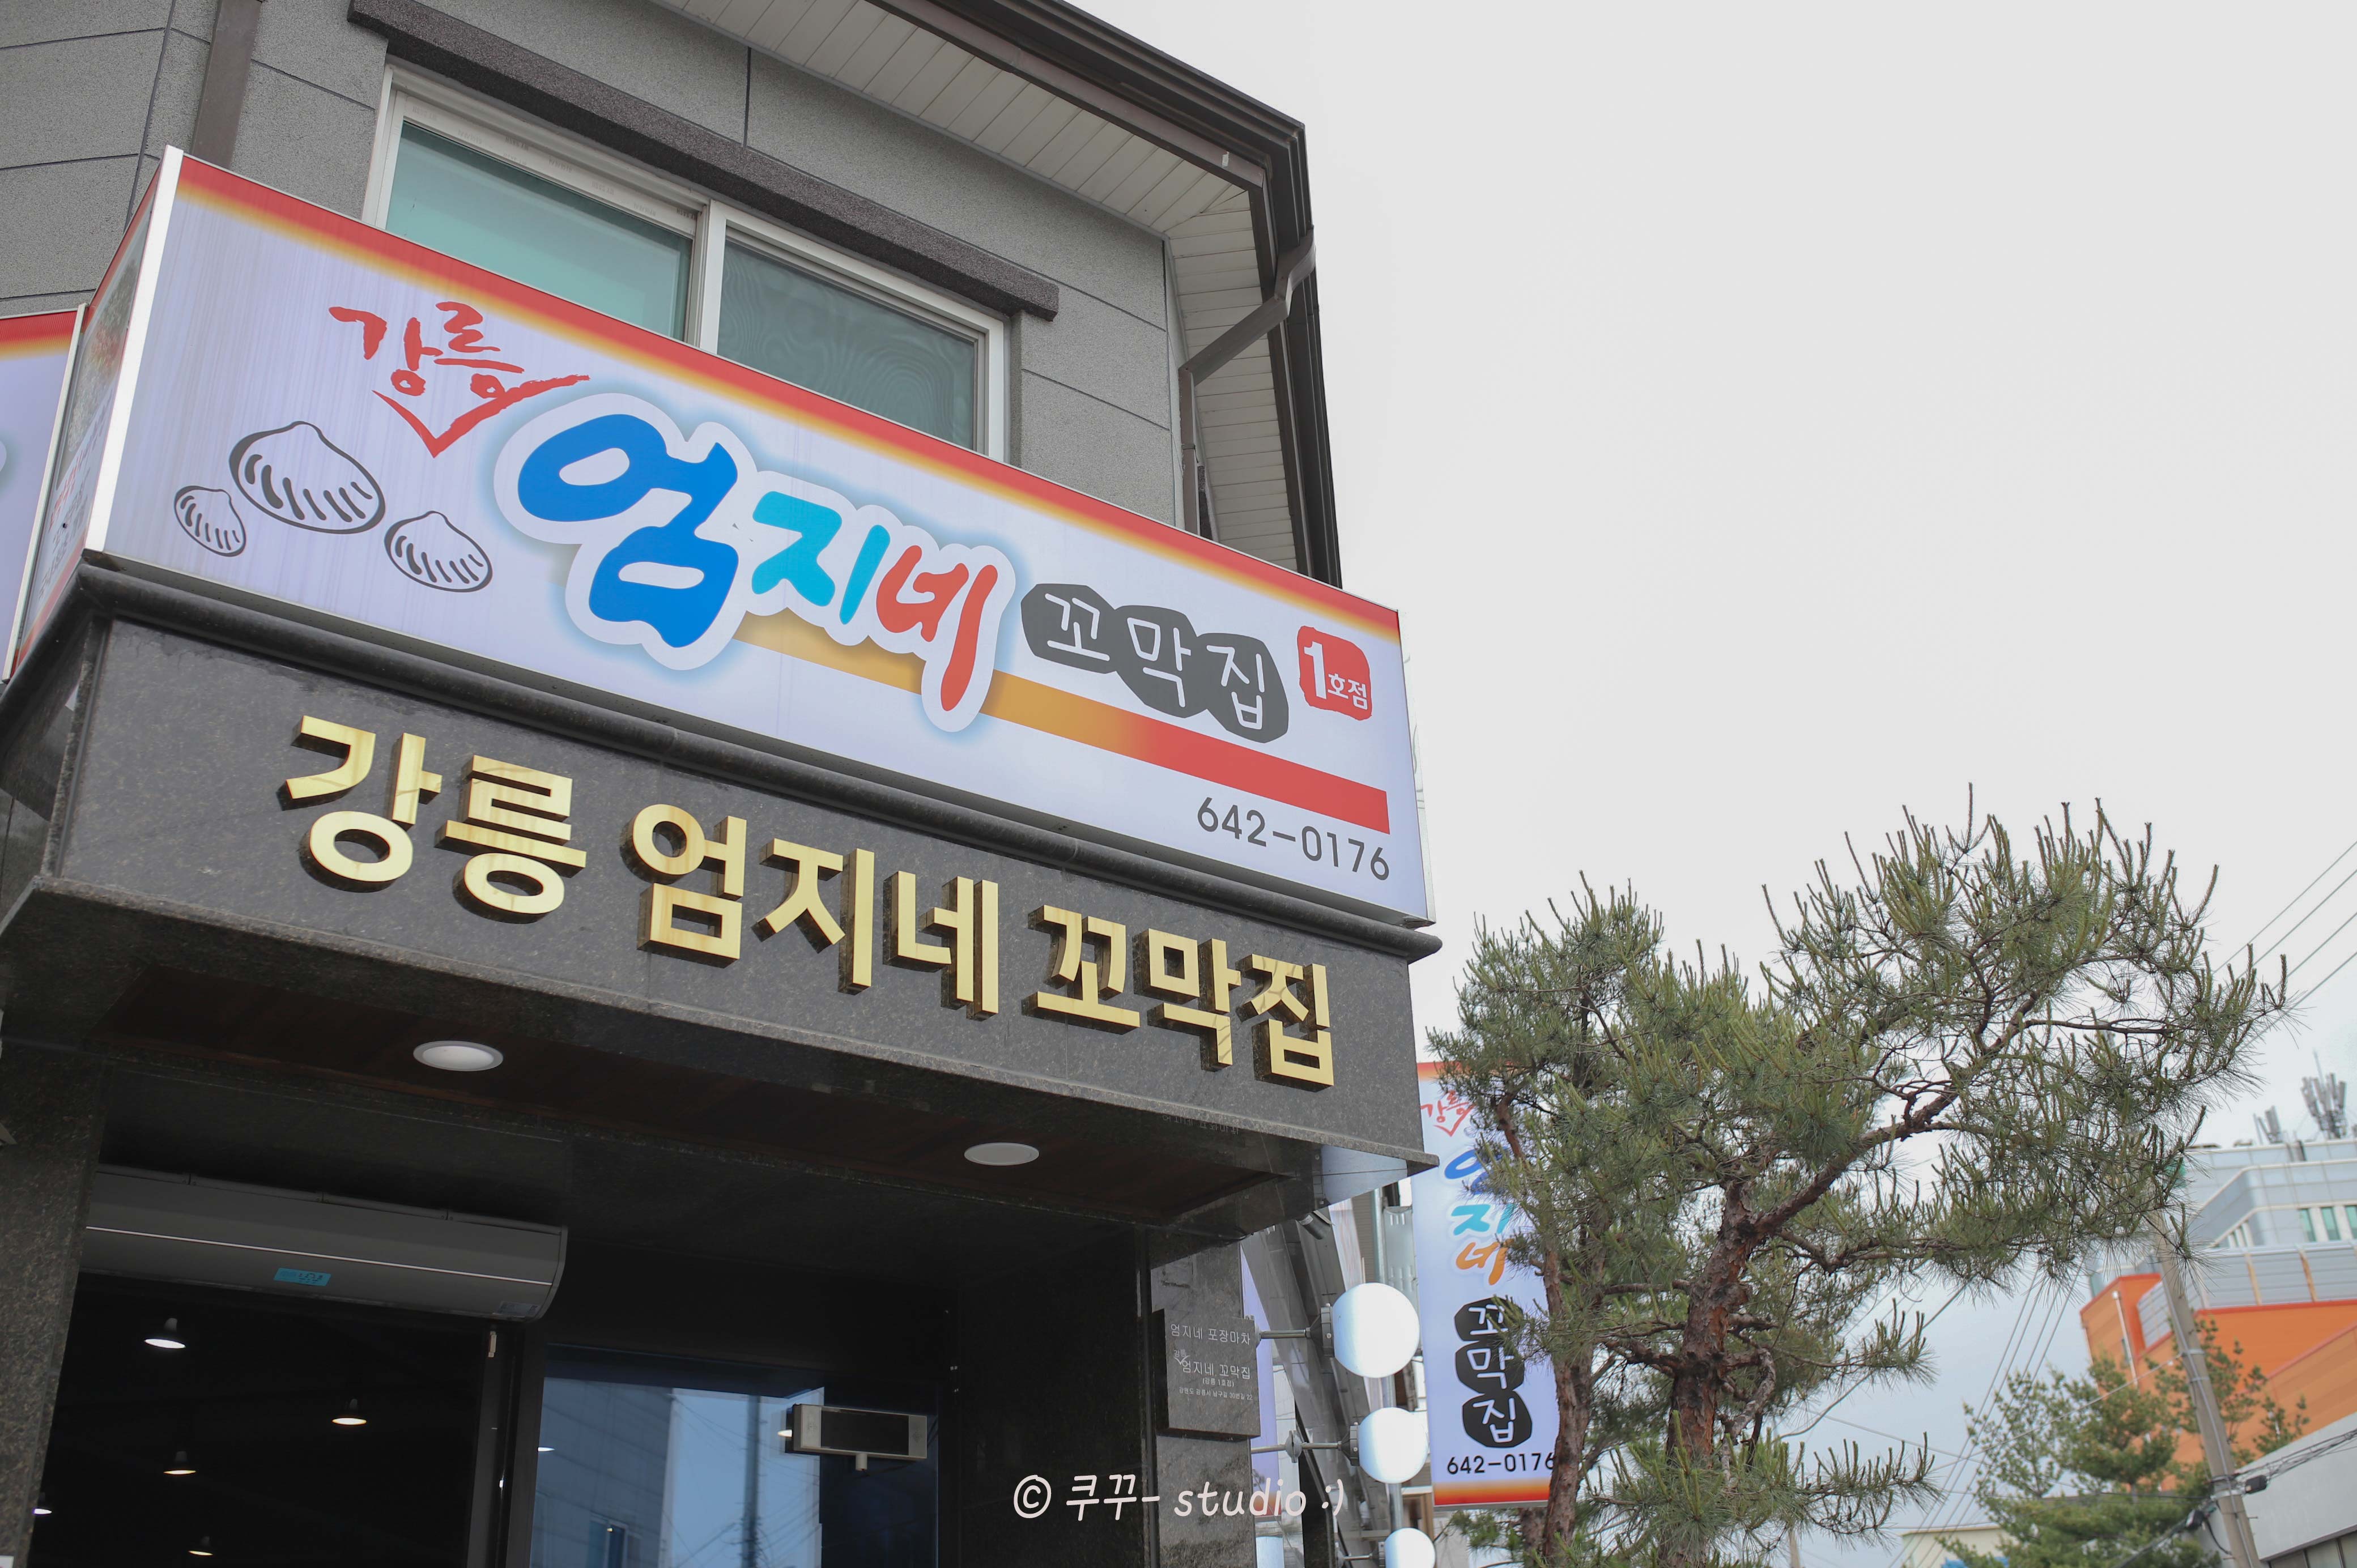 강릉
엄지네 꼬막집 1호점
642-0176
강릉 엄지네 꼬막집
엄지네 포장마차
엄지네 꼬막집
강릉
엄지네
꼬막집
642-0176
© 쿠꾸- studio :)